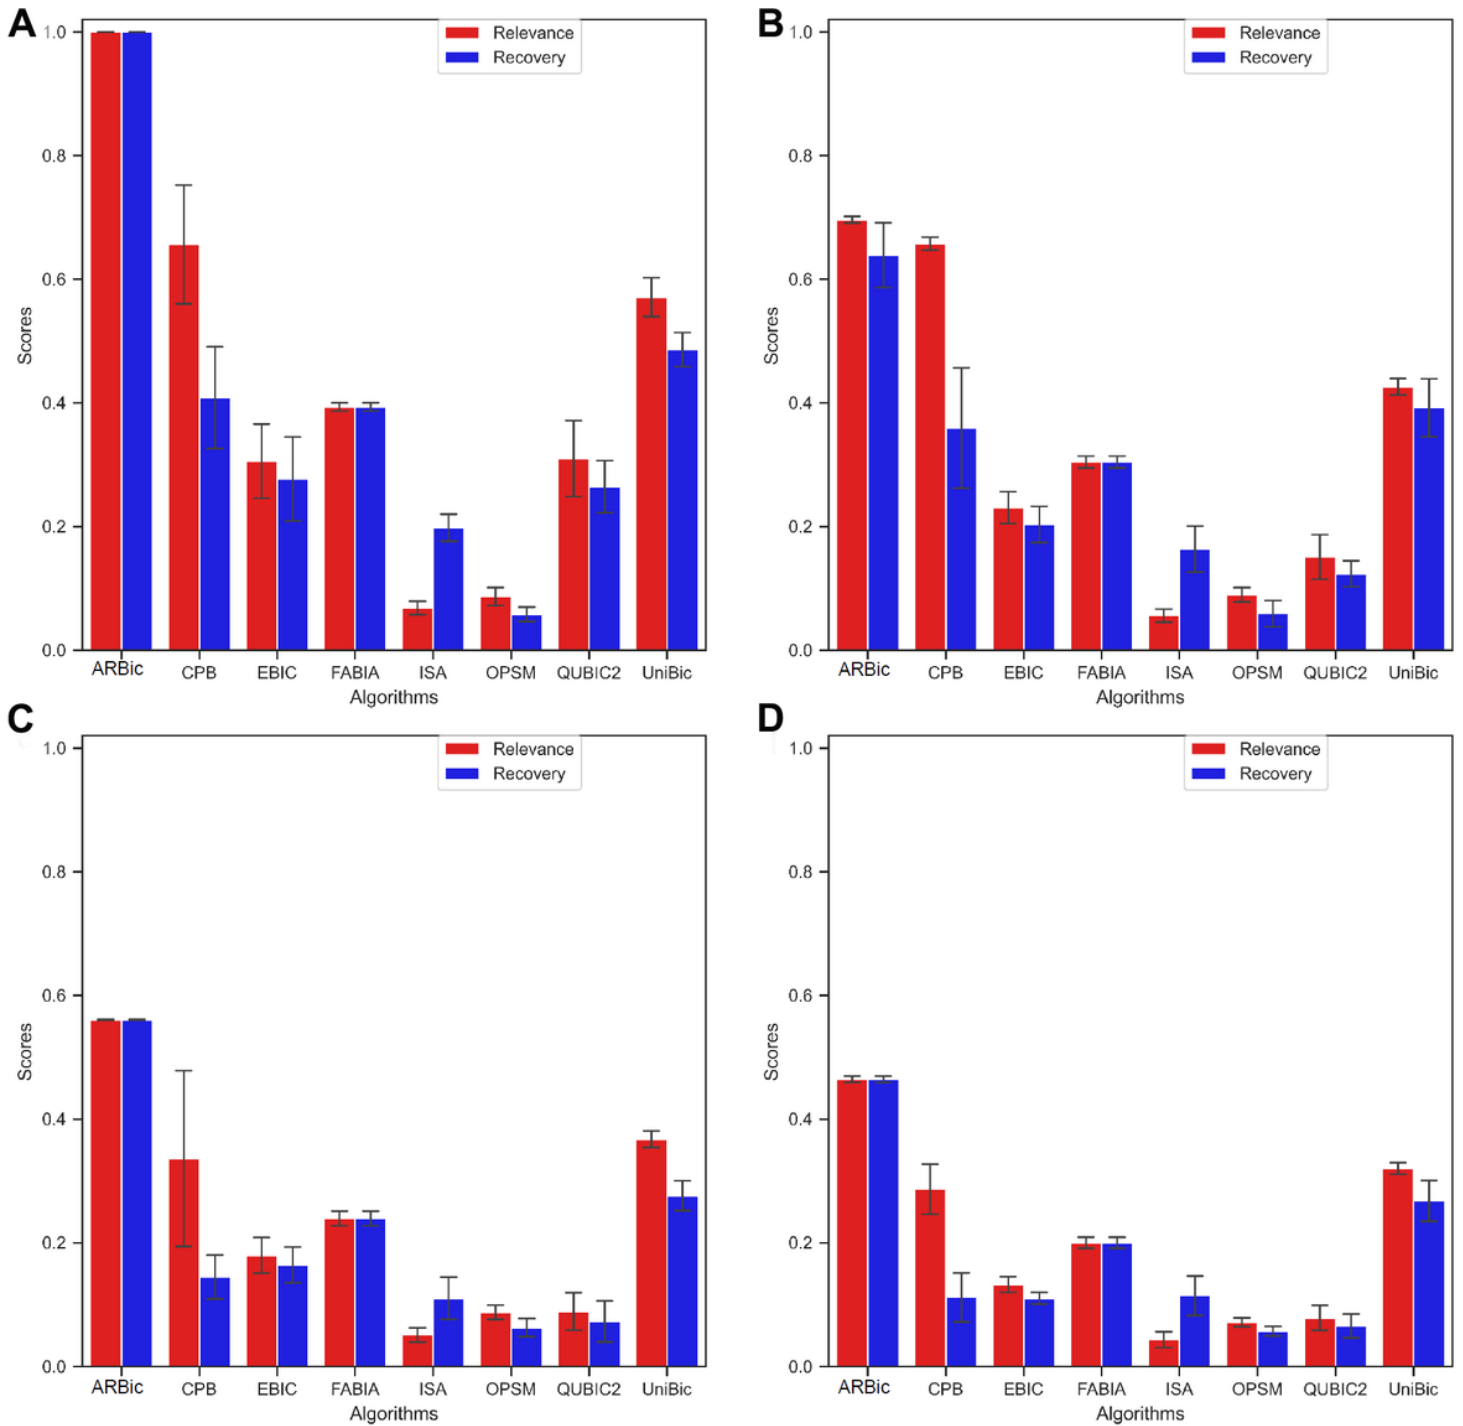 A
Relevance
Recovery
1.0
0.8
0.6
0.4
0.2
0.0
Scores
ARBic CPB EBIC FABIA ISA OPSM QUBIC2 UniBic
Algorithms
B
Relevance
Recovery
1.0
0.8
0.6
0.4
0.2
0.0
Scores
ARBic CPB EBIC FABIA ISA OPSM QUBIC2 UniBic
Algorithms
C
Relevance
Recovery
1.0
0.8
0.6
0.4
0.2
0.0
Scores
ARBic CPB EBIC FABIA ISA OPSM QUBIC2 UniBic
Algorithms
D
Relevance
Recovery
1.0
0.8
0.6
0.4
0.2
0.0
Scores
ARBic CPB EBIC FABIA ISA OPSM QUBIC2 UniBic
Algorithms